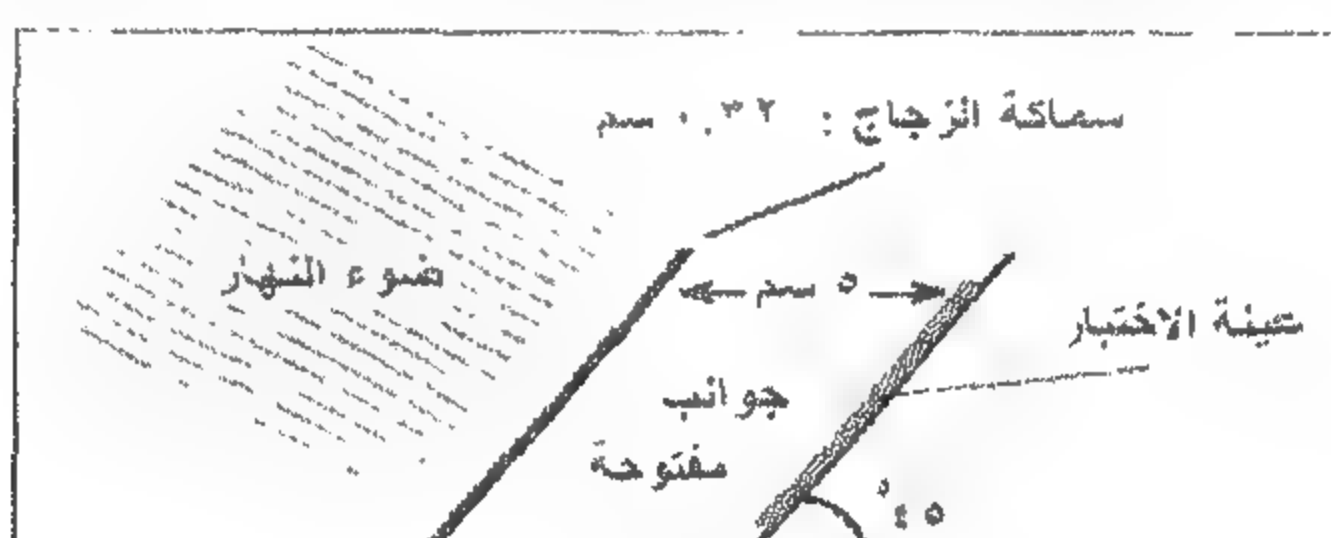 سماكة الزجاج : ٠,٣٢ سم
ضوء النهار
٥ سم
عينة الاختبار
جوانب
مفتوحة
٤٥°